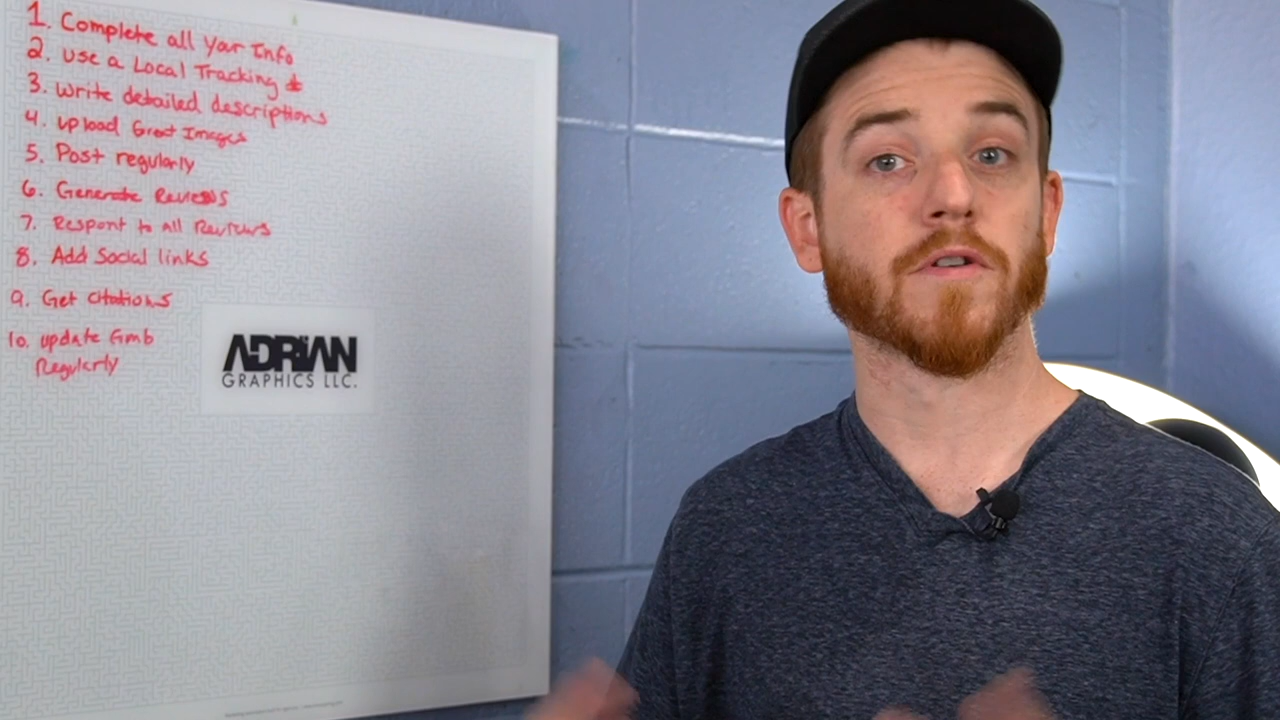 1. Complete all Your Info
2. Use a Local Tracking #
3. Write detailed descriptions
4. upload Great Images
5. Post regularly
6. Generate Reviews
7. Respont to all Reviews
8. Add Social links
9. Get Citations
10. update Gmb
Regularly
ADRIAN
GRAPHICS LLC.